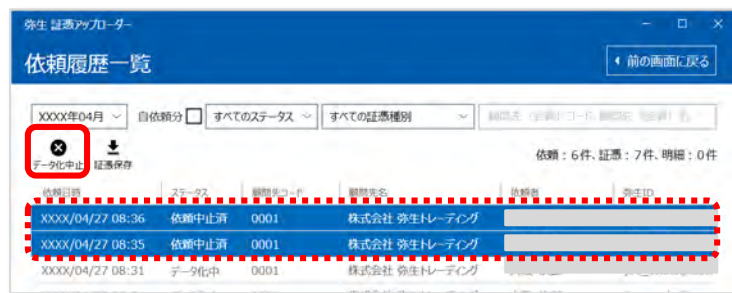 弥生 証憑アップローダー
依頼履歴一覧
前の画面に戻る
XXXX年04月 自依頼分 すべてのステータス すべての証憑種別
データ化中止 証憑保存
依頼：6件、証憑：7件、明細：0件
依頼日時 ステータス 顧問先コード 顧問先名 依頼者 弥生ID
XXXX/04/27 08:36 依頼中止済 0001 株式会社 弥生トレーディング
XXXX/04/27 08:35 依頼中止済 0001 株式会社 弥生トレーディング
XXXX/04/27 08:31 データ化中 0001 株式会社 弥生トレーディング